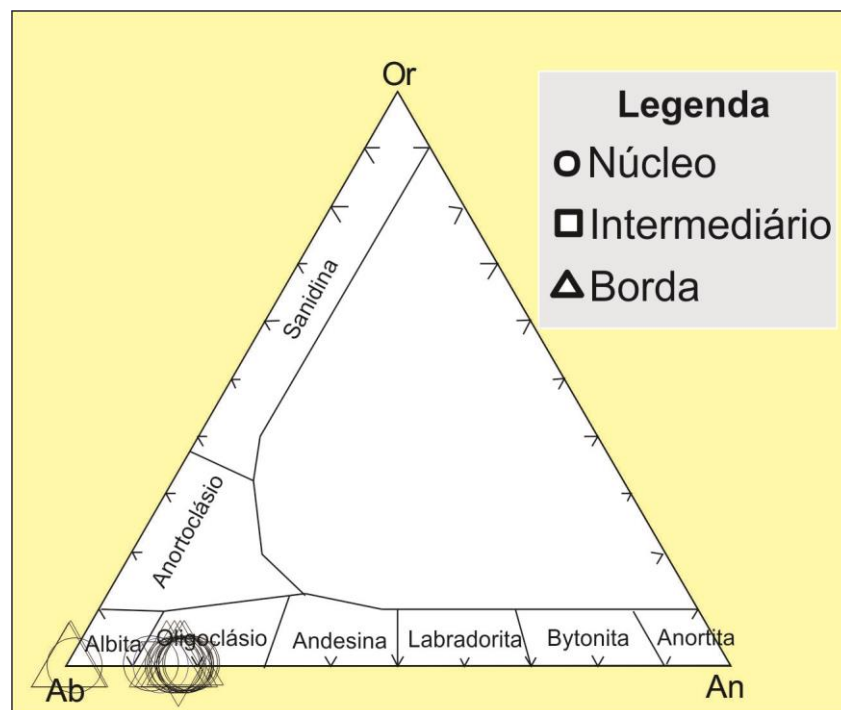 Or
Legenda
Núcleo
Intermediário
Borda
Sanidina
Anortoclásio
Albita
Oligoclásio
Andesina
Labradorita
Bytonita
Anortita
Ab
An